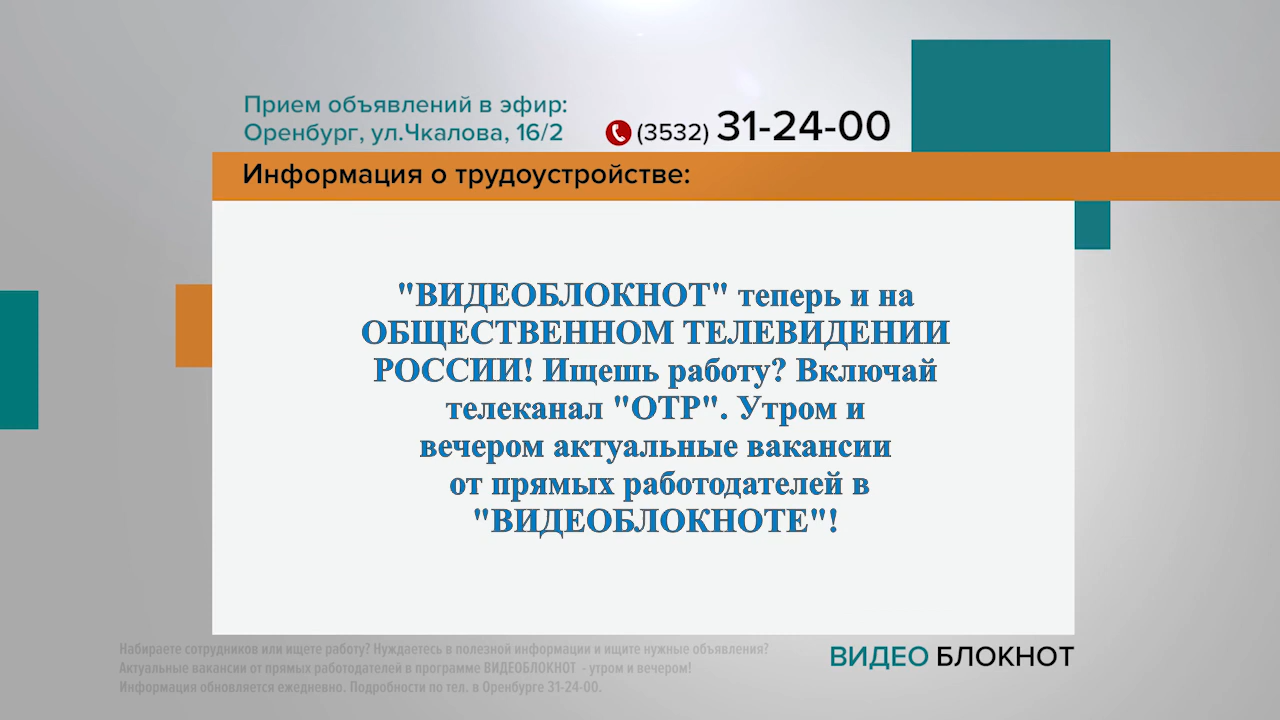 Прием объявлений в эфир:
Оренбург, ул.Чкалова, 16/2
(3532) 31-24-00
Информация о трудоустройстве:
"ВИДЕОБЛОКНОТ" теперь и на
ОБЩЕСТВЕННОМ ТЕЛЕВИДЕНИИ
РОССИИ! Ищешь работу? Включай
телеканал "ОТР". Утром и
вечером актуальные вакансии
от прямых работодателей в
"ВИДЕОБЛОКНОТЕ"!
Набираете сотрудников или ищете работу? Нуждаетесь в полезной информации и ищите нужные объявления?
Актуальные вакансии от прямых работодателей в программе ВИДЕОБЛОКНОТ - утром и вечером!
Информация обновляется ежедневно. Подробности по тел. в Оренбурге 31-24-00.
ВИДЕО БЛОКНОТ